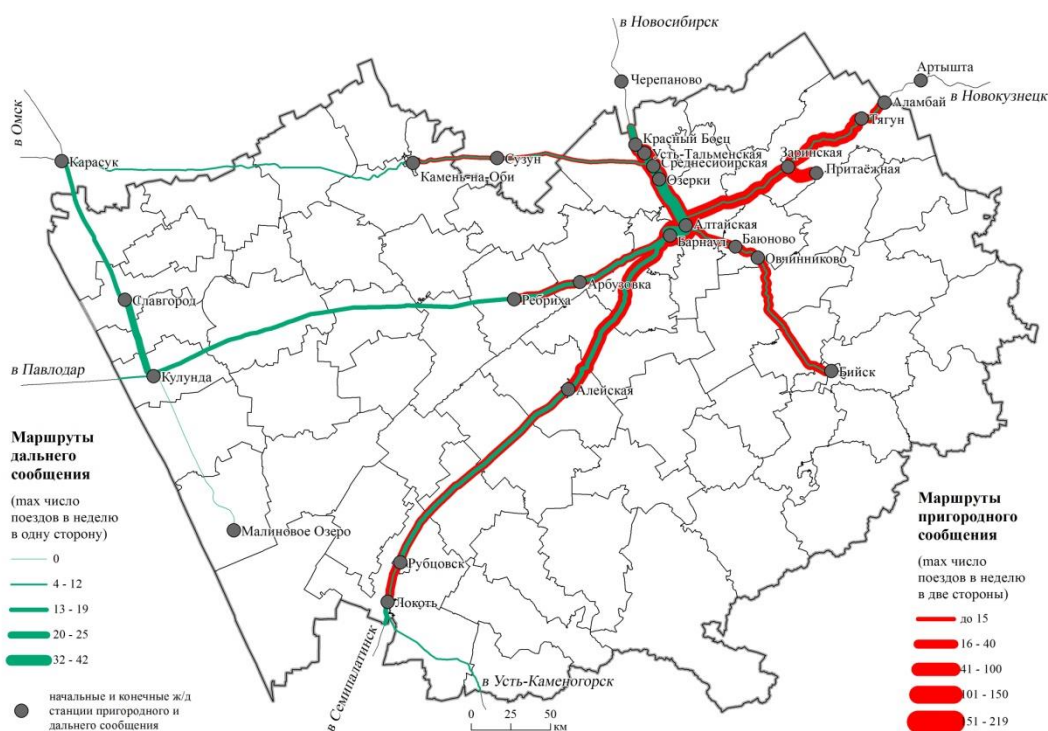 в Новосибирск
Черепаново
Артышта
в Новокузнецк
Аламбай
Тягун
в Омск
Карасук
Красный Боец
Усть-Тальменская
Среднесибирская
Озерки
Сузун
Камень-на-Оби
Заринская
Притаёжная
Алтайская
Барнаул
Баюново
Овчинниково
Славгород
Ребриха
Арбузовка
в Павлодар
Кулунда
Бийск
Алейская
Малиновое Озеро
Рубцовск
Локоть
в Семипалатинск
в Усть-Каменогорск
Маршруты
дальнего
сообщения
(max число
поездов в неделю
в одну сторону)
0
4 - 12
13 - 19
20 - 25
32 - 42
начальные и конечные ж/д
станции пригородного и
дальнего сообщения
0 25 50
км
Маршруты
пригородного
сообщения
(max число
поездов в неделю
в две стороны)
до 15
16 - 40
41 - 100
101 - 150
151 - 219